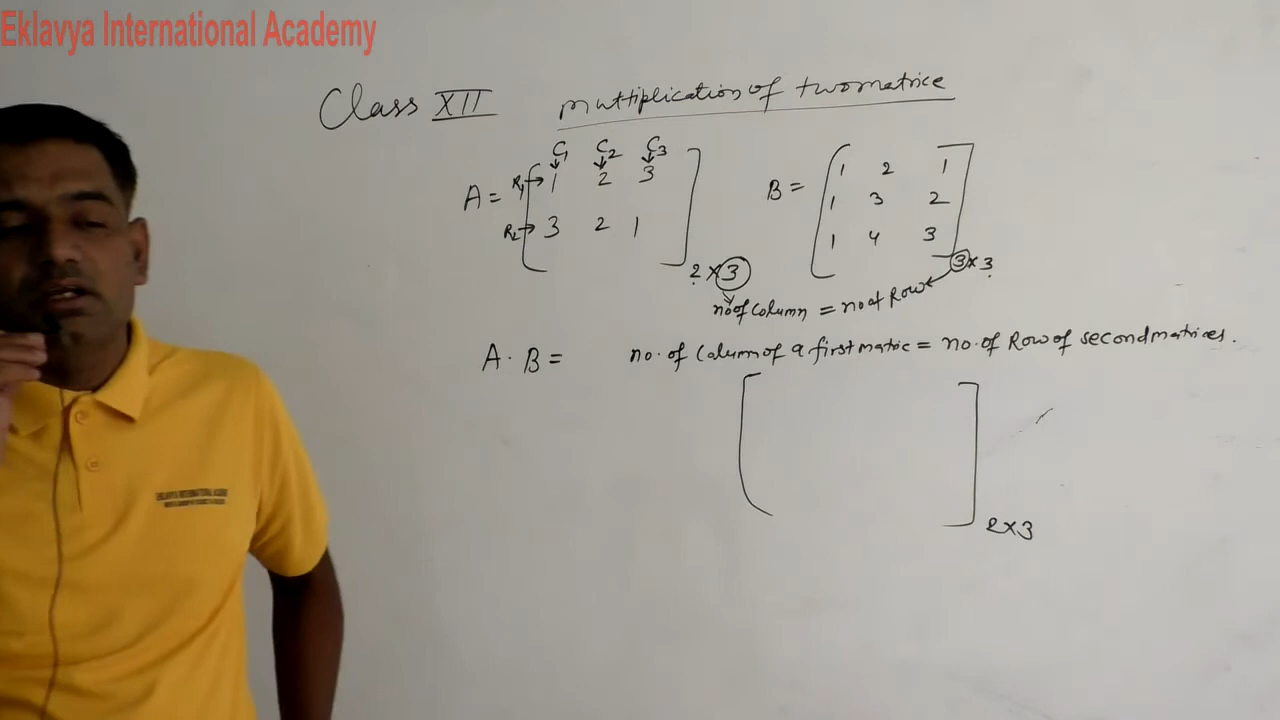 Eklavya International Academy
Class XII multiplication of two matrice
C1 C2 C3
A = R1→ 1 2 3
R2→ 3 2 1
2 × 3
B = 1 2 1
1 3 2
1 4 3
3 × 3
no of column = no of Row
A . B = no. of Column of a first matric = no. of Row of second matrices.
2×3
EKLAVYA INTERNATIONAL